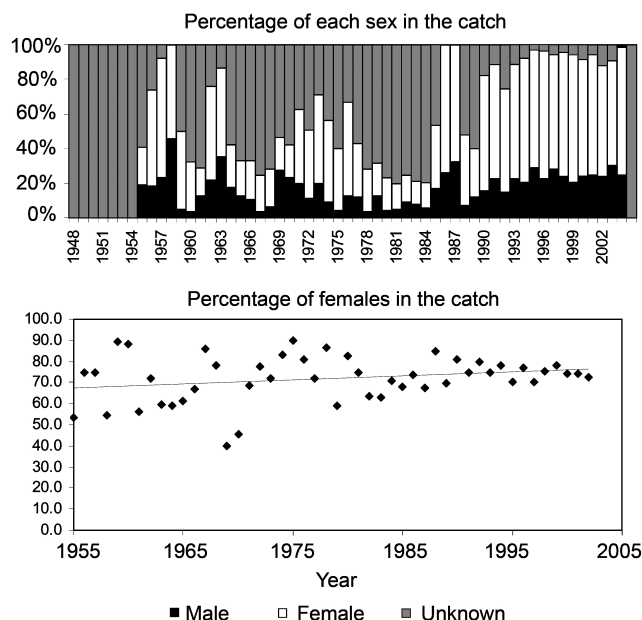 Percentage of each sex in the catch
100%
80%
60%
40%
20%
0%
1948 1951 1954 1957 1960 1963 1966 1969 1972 1975 1978 1981 1984 1987 1990 1993 1996 1999 2002
Percentage of females in the catch
100.0
90.0
80.0
70.0
60.0
50.0
40.0
30.0
20.0
10.0
0.0
1955 1965 1975 1985 1995 2005
Year
Male Female Unknown